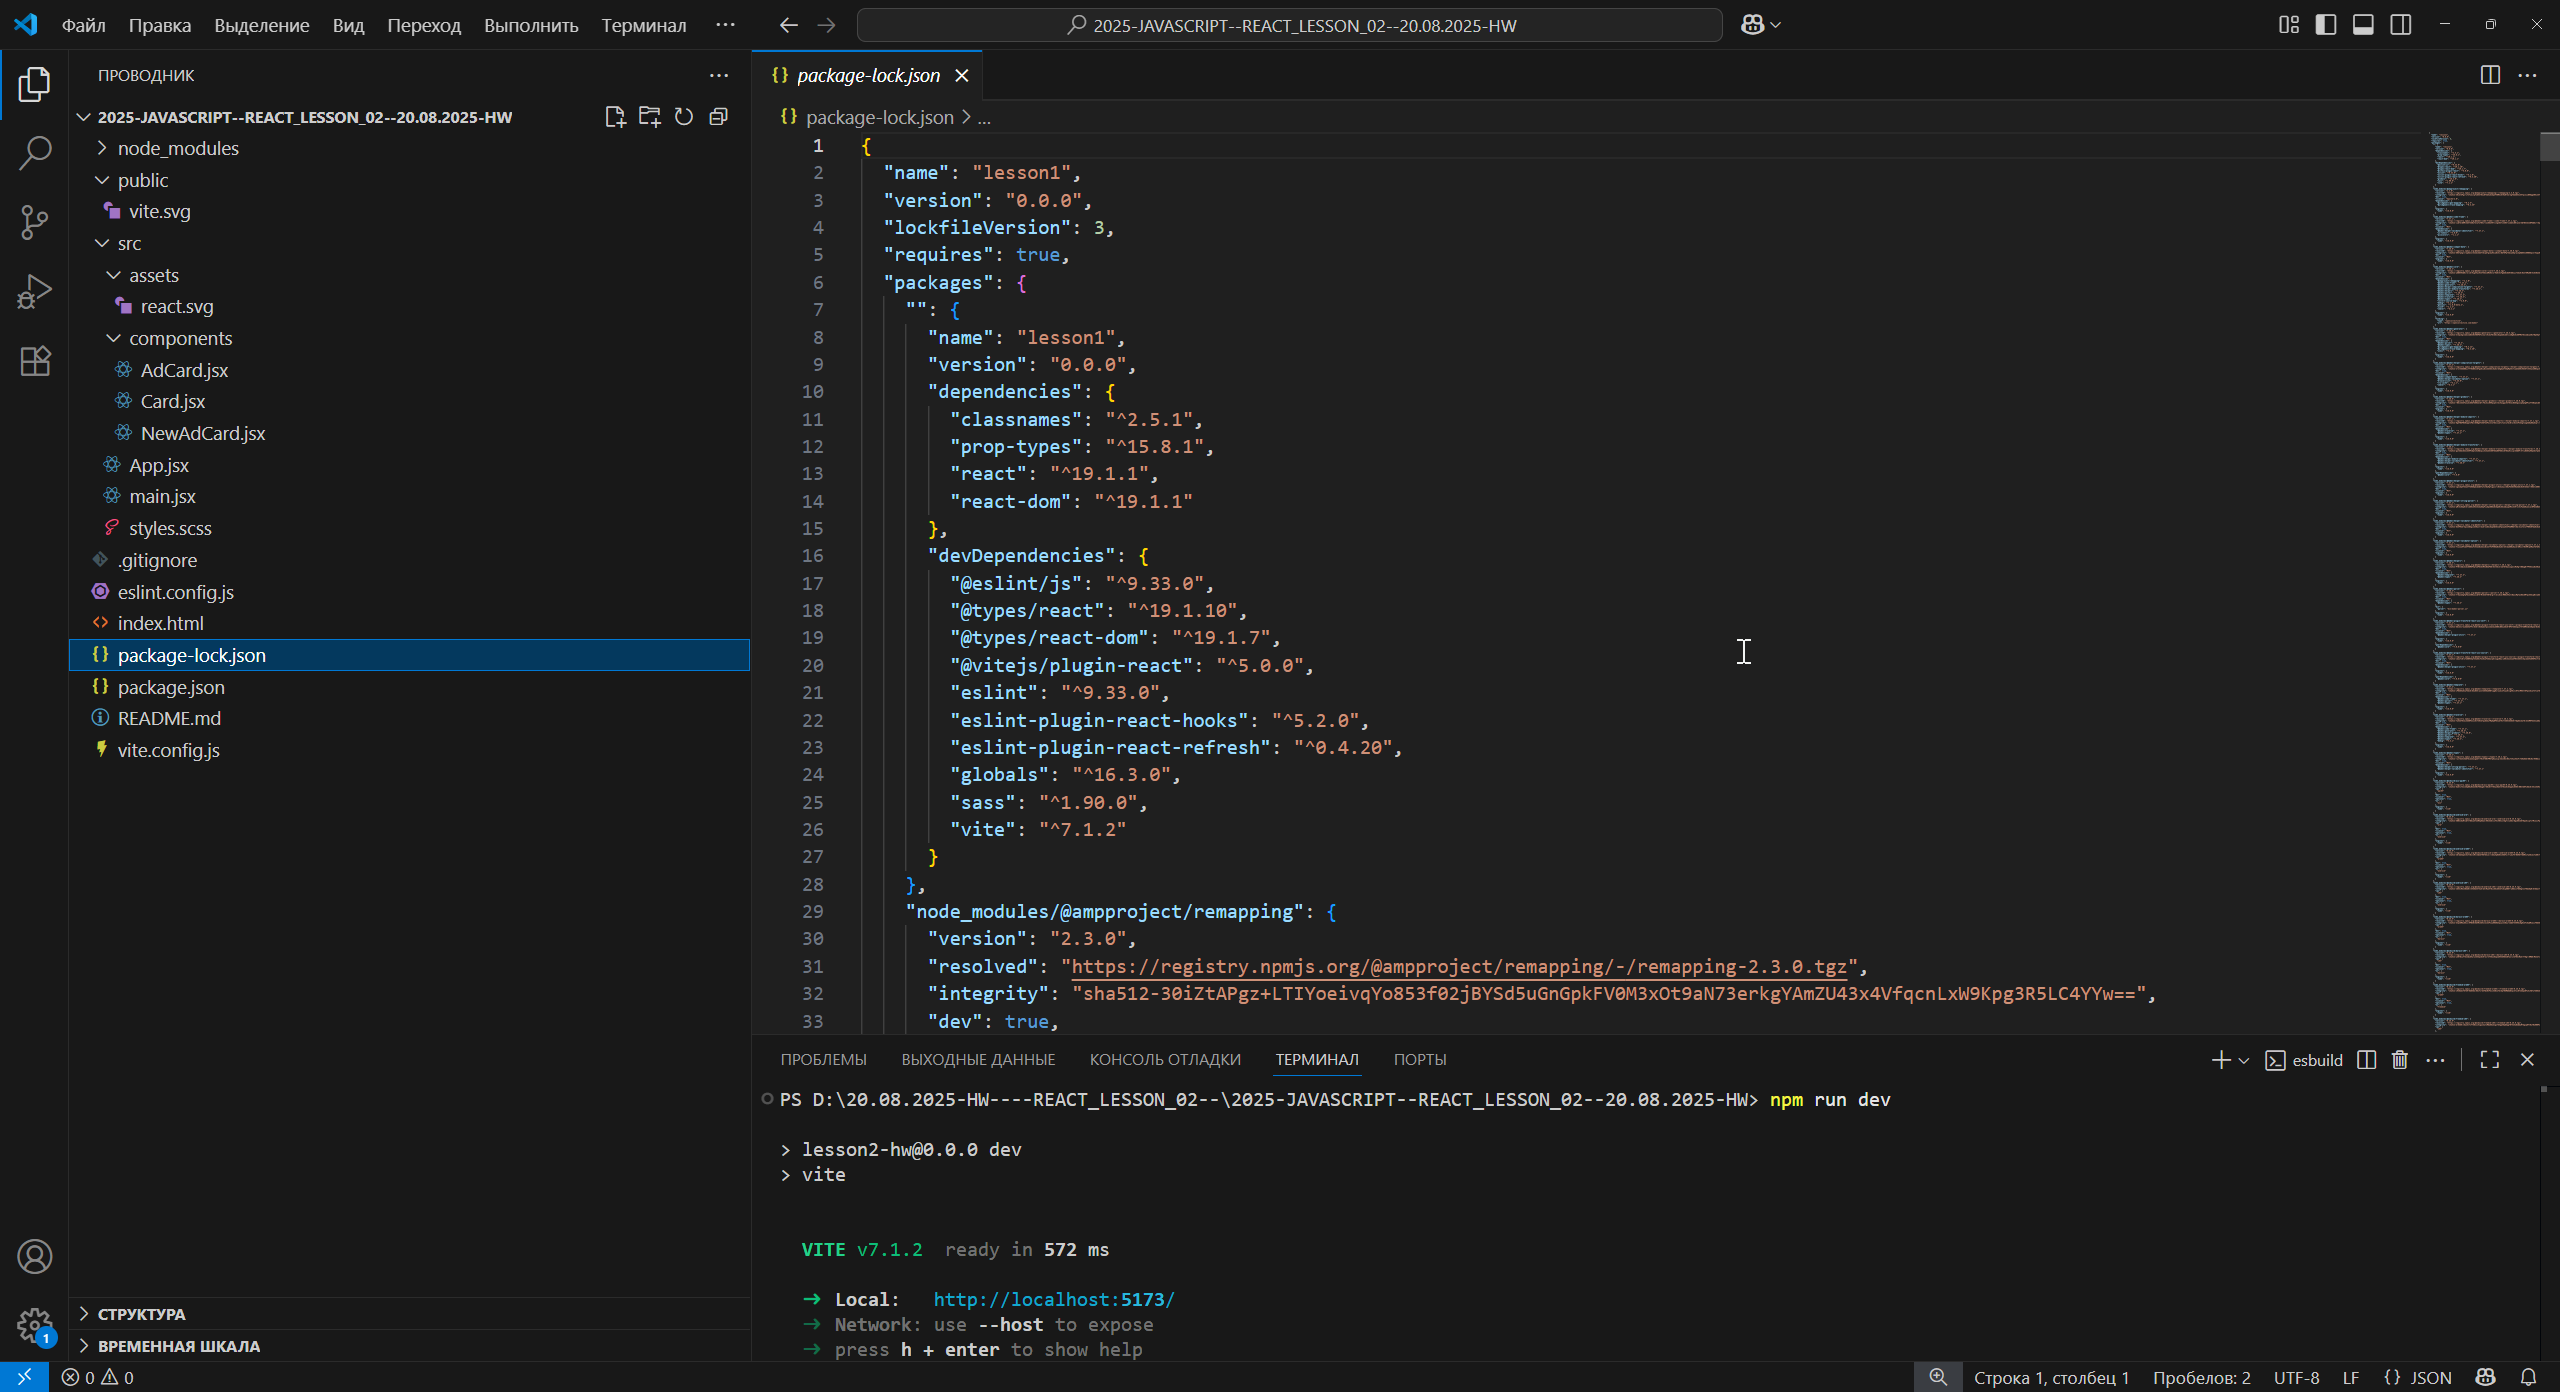 Файл Правка Выделение Вид Переход Выполнить Терминал ···
2025-JAVASCRIPT--REACT_LESSON_02--20.08.2025-HW
ПРОВОДНИК
2025-JAVASCRIPT--REACT_LESSON_02--20.08.2025-HW
node_modules
public
vite.svg
src
assets
react.svg
components
AdCard.jsx
Card.jsx
NewAdCard.jsx
App.jsx
main.jsx
styles.scss
.gitignore
eslint.config.js
index.html
package-lock.json
package.json
README.md
vite.config.js
СТРУКТУРА
ВРЕМЕННАЯ ШКАЛА
{} package-lock.json
{} package-lock.json > ...
1 {
2 "name": "lesson1",
3 "version": "0.0.0",
4 "lockfileVersion": 3,
5 "requires": true,
6 "packages": {
7 "": {
8 "name": "lesson1",
9 "version": "0.0.0",
10 "dependencies": {
11 "classnames": "^2.5.1",
12 "prop-types": "^15.8.1",
13 "react": "^19.1.1",
14 "react-dom": "^19.1.1"
15 },
16 "devDependencies": {
17 "@eslint/js": "^9.33.0",
18 "@types/react": "^19.1.10",
19 "@types/react-dom": "^19.1.7",
20 "@vitejs/plugin-react": "^5.0.0",
21 "eslint": "^9.33.0",
22 "eslint-plugin-react-hooks": "^5.2.0",
23 "eslint-plugin-react-refresh": "^0.4.20",
24 "globals": "^16.3.0",
25 "sass": "^1.90.0",
26 "vite": "^7.1.2"
27 }
28 },
29 "node_modules/@ampproject/remapping": {
30 "version": "2.3.0",
31 "resolved": "https://registry.npmjs.org/@ampproject/remapping/-/remapping-2.3.0.tgz",
32 "integrity": "sha512-30iZtAPgz+LTIYoeivqYo853f02jBYSd5uGnGpkFV0M3xOt9aN73erkgYAmZU43x4VfqcnLxW9Kpg3R5LC4YYw==",
33 "dev": true,
ПРОБЛЕМЫ ВЫХОДНЫЕ ДАННЫЕ КОНСОЛЬ ОТЛАДКИ ТЕРМИНАЛ ПОРТЫ
esbuild
PS D:\20.08.2025-HW----REACT_LESSON_02--\2025-JAVASCRIPT--REACT_LESSON_02--20.08.2025-HW> npm run dev
> lesson2-hw@0.0.0 dev
> vite
VITE v7.1.2 ready in 572 ms
➜ Local: http://localhost:5173/
➜ Network: use --host to expose
➜ press h + enter to show help
1
0 0
Строка 1, столбец 1 Пробелов: 2 UTF-8 LF {} JSON